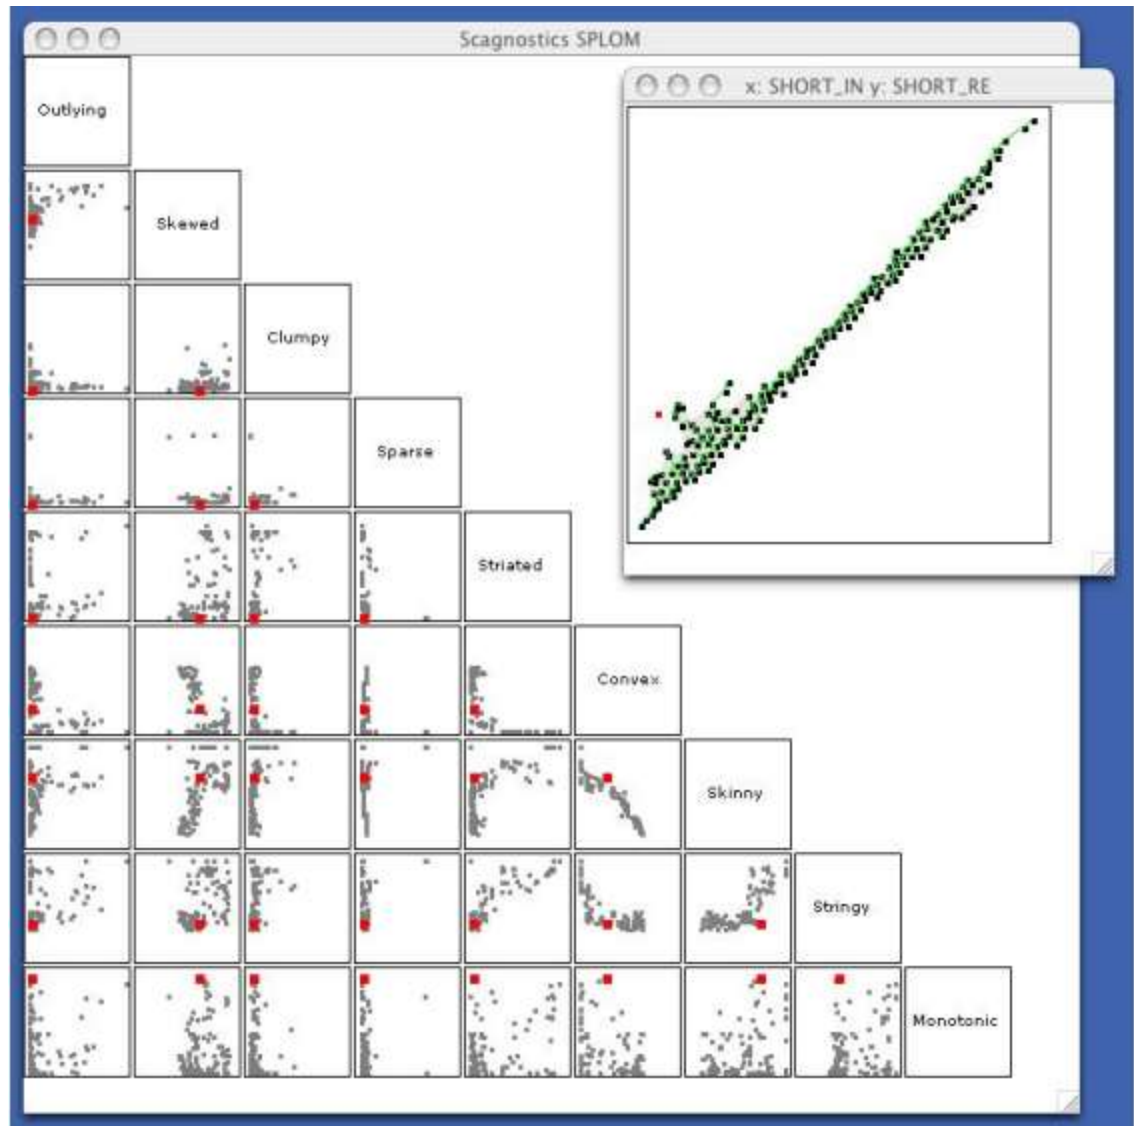 Scagnostics SPLOM
x: SHORT_IN y: SHORT_RE
Outlying
Skewed
Clumpy
Sparse
Striated
Convex
Skinny
Stringy
Monotonic